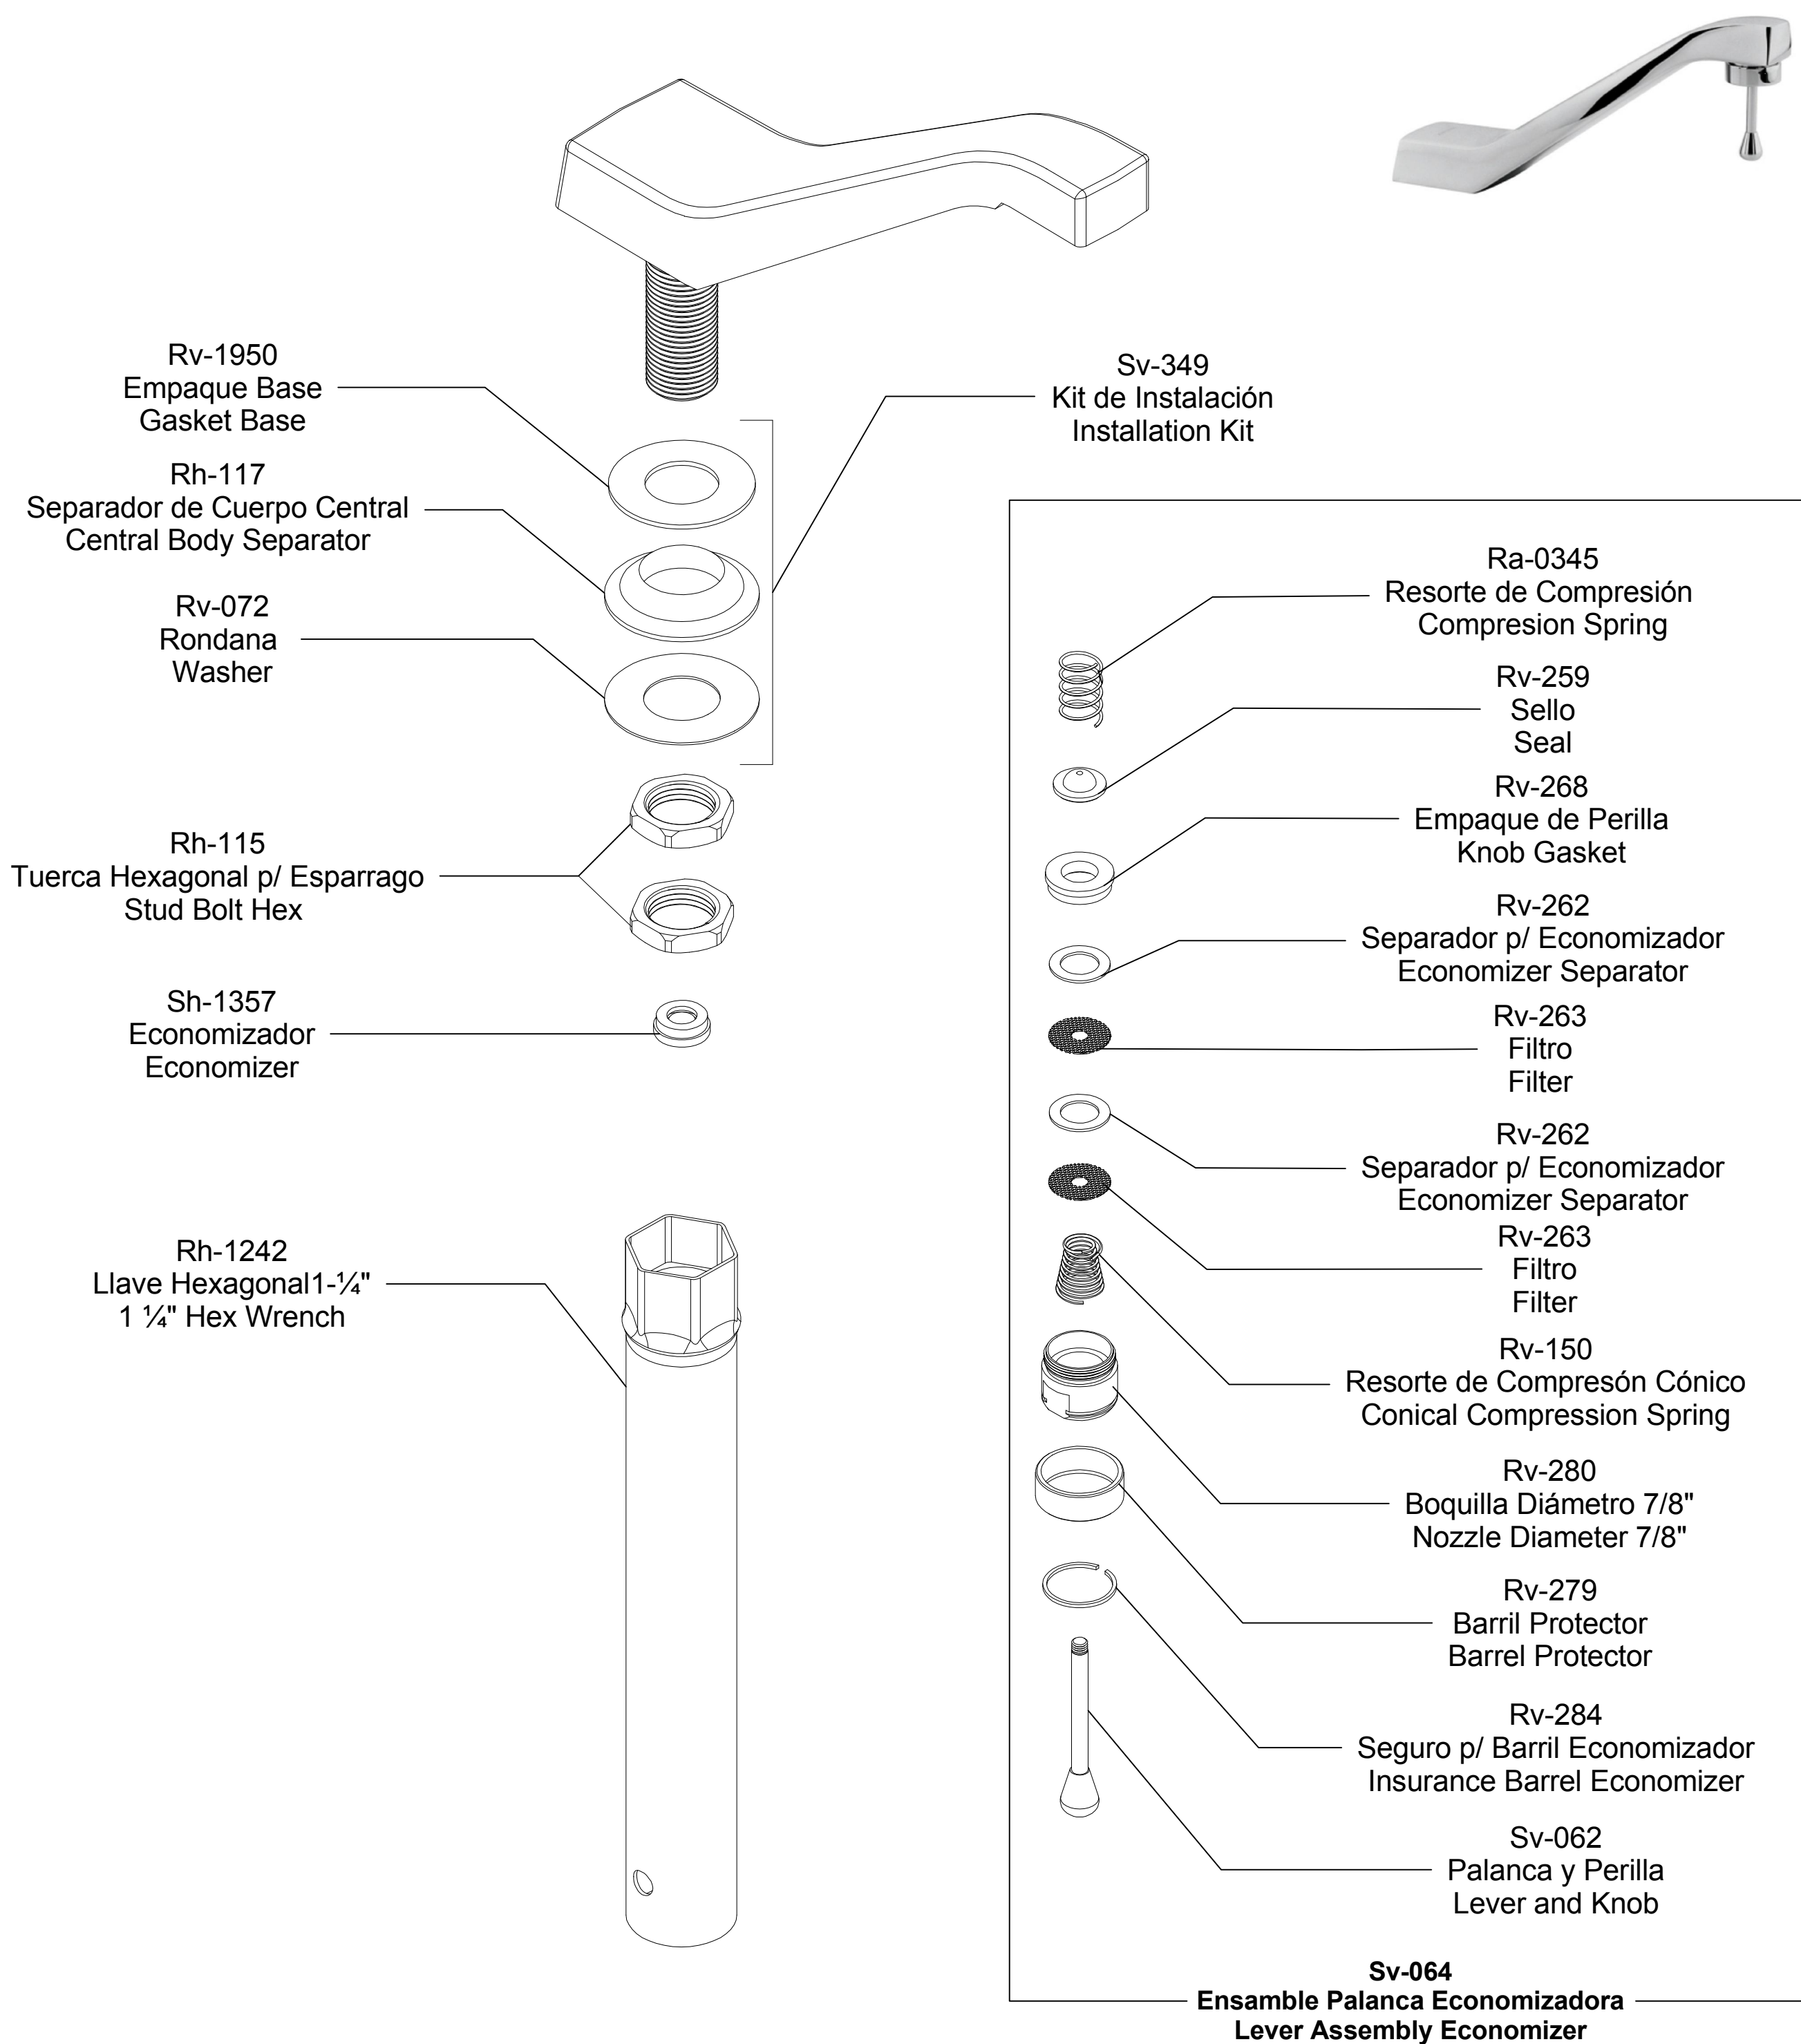 Rv-1950
Empaque Base
Gasket Base
Rh-117
Separador de Cuerpo Central
Central Body Separator
Rv-072
Rondana
Washer
Rh-115
Tuerca Hexagonal p/ Esparrago
Stud Bolt Hex
Sh-1357
Economizador
Economizer
Rh-1242
Llave Hexagonal1-¼"
1 ¼" Hex Wrench
Sv-349
Kit de Instalación
Installation Kit
Ra-0345
Resorte de Compresión
Compresion Spring
Rv-259
Sello
Seal
Rv-268
Empaque de Perilla
Knob Gasket
Rv-262
Separador p/ Economizador
Economizer Separator
Rv-263
Filtro
Filter
Rv-262
Separador p/ Economizador
Economizer Separator
Rv-263
Filtro
Filter
Rv-150
Resorte de Compresón Cónico
Conical Compression Spring
Rv-280
Boquilla Diámetro 7/8"
Nozzle Diameter 7/8"
Rv-279
Barril Protector
Barrel Protector
Rv-284
Seguro p/ Barril Economizador
Insurance Barrel Economizer
Sv-062
Palanca y Perilla
Lever and Knob
Sv-064
Ensamble Palanca Economizadora
Lever Assembly Economizer